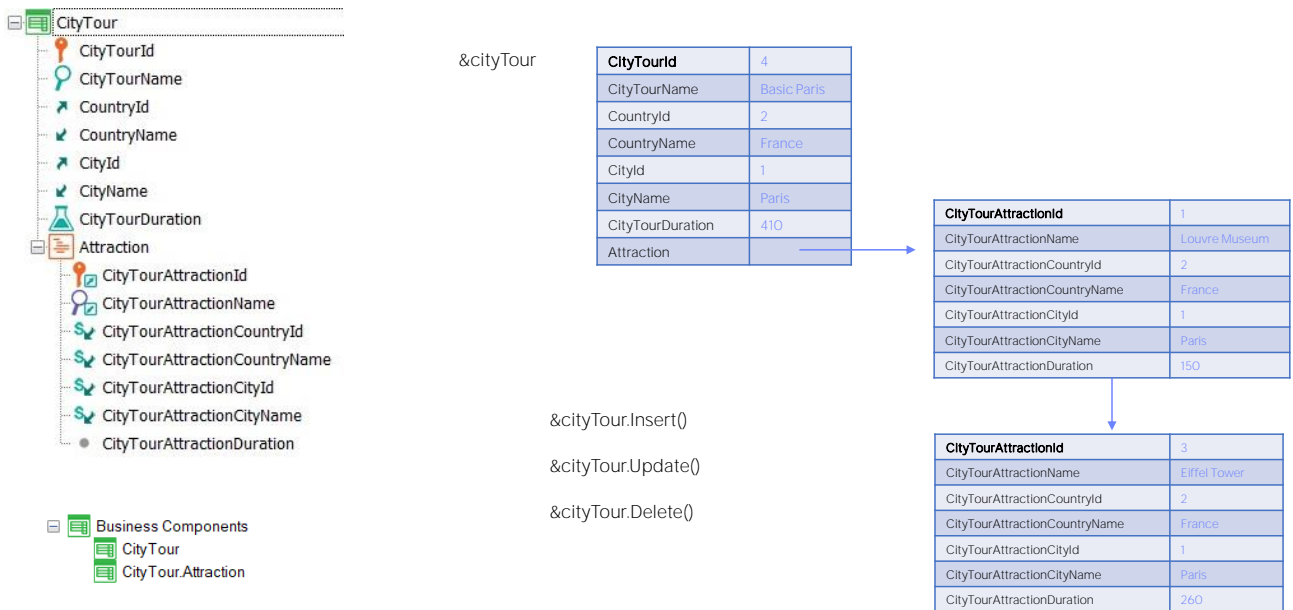 CityTour
CityTourId
CityTourName
CountryId
CountryName
CityId
CityName
CityTourDuration
Attraction
CityTourAttractionId
CityTourAttractionName
CityTourAttractionCountryId
CityTourAttractionCountryName
CityTourAttractionCityId
CityTourAttractionCityName
CityTourAttractionDuration
Business Components
CityTour
CityTour.Attraction
&cityTour
CityTourId 4
CityTourName Basic Paris
CountryId 2
CountryName France
CityId 1
CityName Paris
CityTourDuration 410
Attraction
&cityTour.Insert()
&cityTour.Update()
&cityTour.Delete()
CityTourAttractionId 1
CityTourAttractionName Louvre Museum
CityTourAttractionCountryId 2
CityTourAttractionCountryName France
CityTourAttractionCityId 1
CityTourAttractionCityName Paris
CityTourAttractionDuration 150
CityTourAttractionId 3
CityTourAttractionName Eiffel Tower
CityTourAttractionCountryId 2
CityTourAttractionCountryName France
CityTourAttractionCityId 1
CityTourAttractionCityName Paris
CityTourAttractionDuration 260